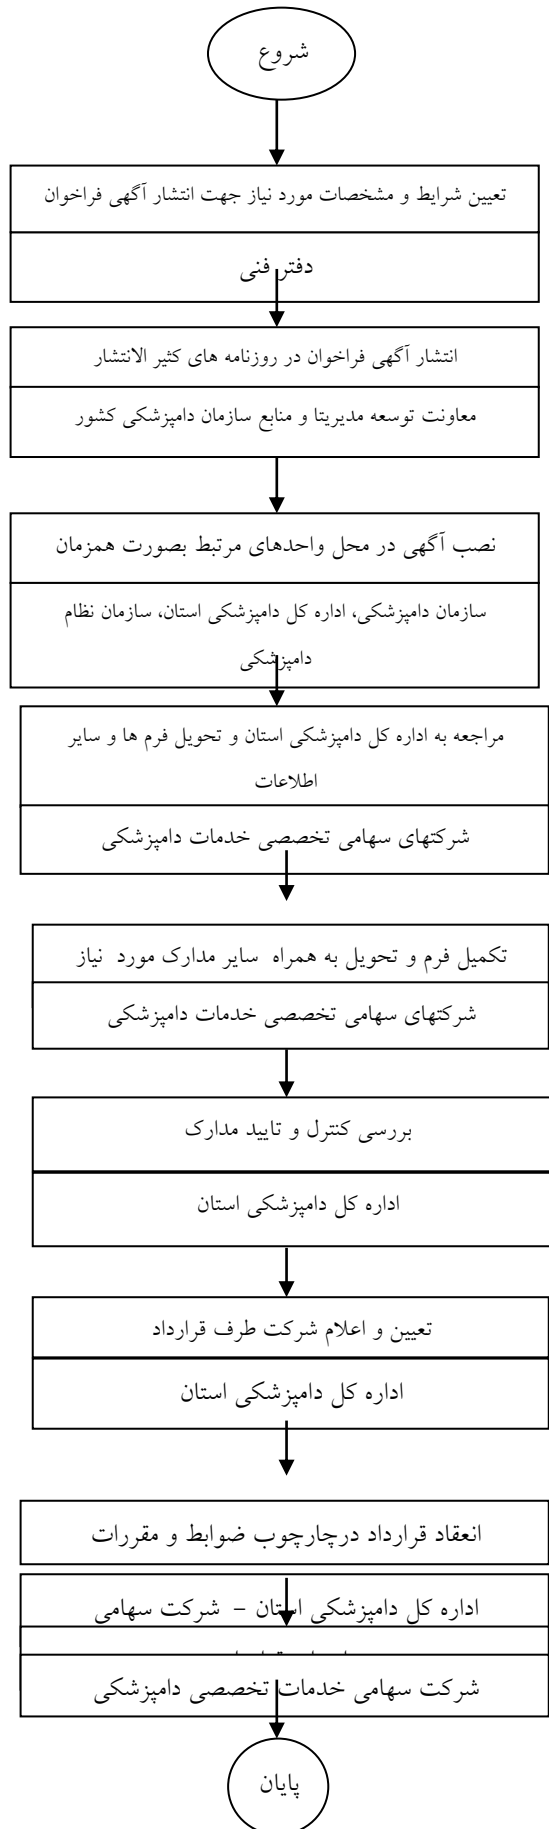 شروع
تعیین شرایط و مشخصات مورد نیاز جهت انتشار آگهی فراخوان
دفتر فنی
انتشار آگهی فراخوان در روزنامه های کثیر الانتشار
معاونت توسعه مدیریتا و منابع سازمان دامپزشکی کشور
نصب آگهی در محل واحدهای مرتبط بصورت همزمان
سازمان دامپزشکی، اداره کل دامپزشکی استان، سازمان نظام
دامپزشکی
مراجعه به اداره کل دامپزشکی استان و تحویل فرم ها و سایر
اطلاعات
شرکتهای سهامی تخصصی خدمات دامپزشکی
تکمیل فرم و تحویل به همراه سایر مدارک مورد نیاز
شرکتهای سهامی تخصصی خدمات دامپزشکی
بررسی کنترل و تایید مدارک
اداره کل دامپزشکی استان
تعیین و اعلام شرکت طرف قرارداد
اداره کل دامپزشکی استان
انعقاد قرارداد درچارچوب ضوابط و مقررات
اداره کل دامپزشکی استان – شرکت سهامی
شرکت سهامی خدمات تخصصی دامپزشکی
پایان